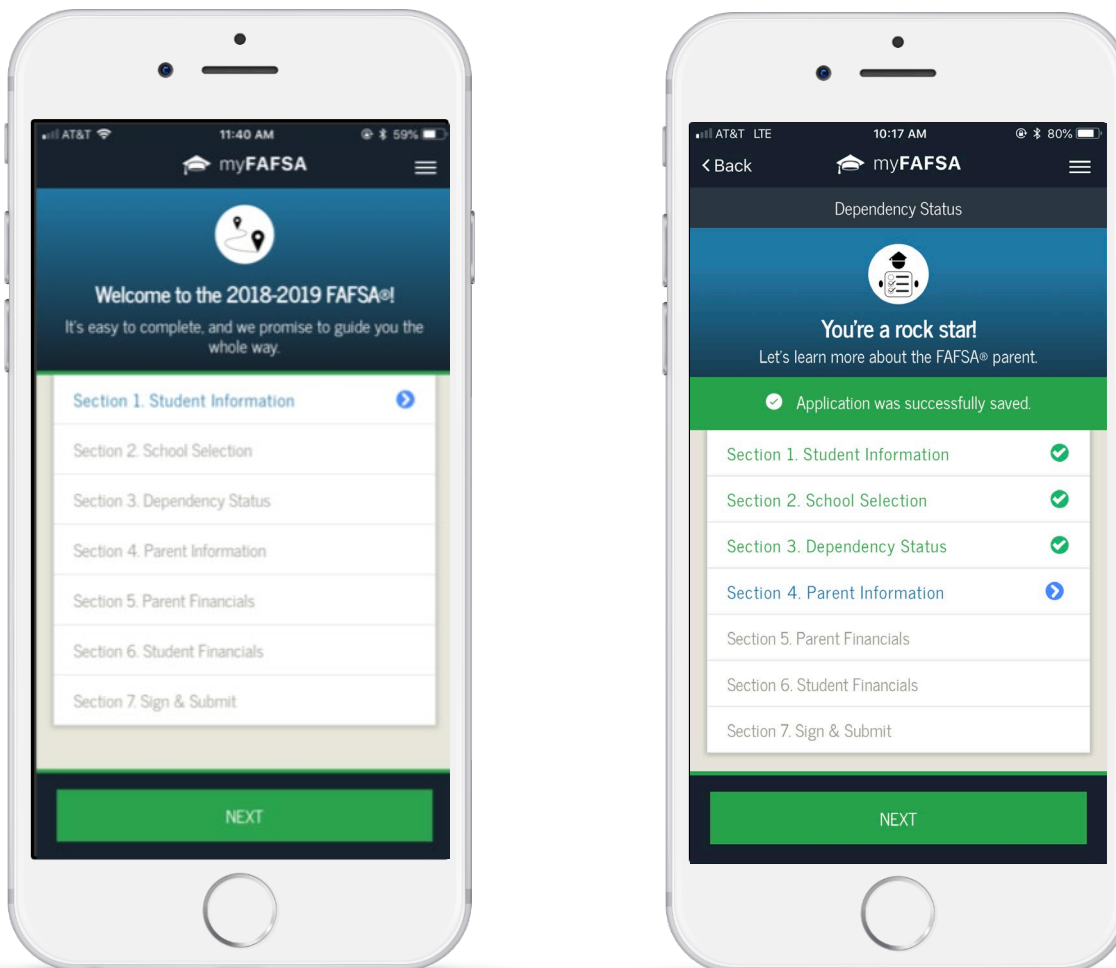 AT&T 11:40 AM 59%
myFAFSA
Welcome to the 2018-2019 FAFSA®!
It's easy to complete, and we promise to guide you the
whole way.
Section 1. Student Information
Section 2. School Selection
Section 3. Dependency Status
Section 4. Parent Information
Section 5. Parent Financials
Section 6. Student Financials
Section 7. Sign & Submit
NEXT
AT&T LTE 10:17 AM 80%
Back myFAFSA
Dependency Status
You're a rock star!
Let's learn more about the FAFSA® parent.
Application was successfully saved.
Section 1. Student Information
Section 2. School Selection
Section 3. Dependency Status
Section 4. Parent Information
Section 5. Parent Financials
Section 6. Student Financials
Section 7. Sign & Submit
NEXT